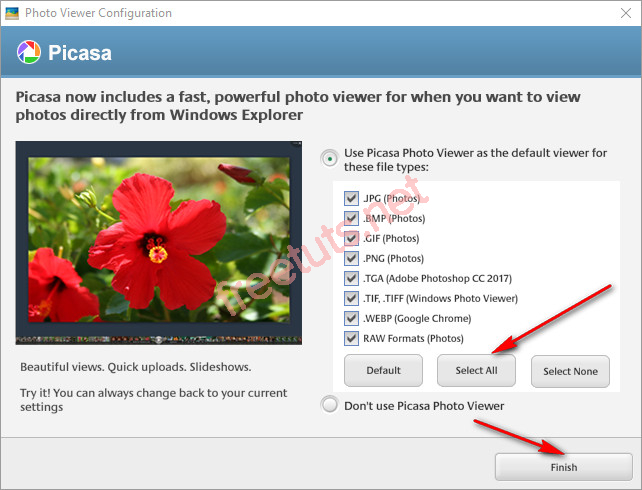 Photo Viewer Configuration
Picasa
Picasa now includes a fast, powerful photo viewer for when you want to view
photos directly from Windows Explorer
Use Picasa Photo Viewer as the default viewer for
these file types:
.JPG (Photos)
.BMP (Photos)
.GIF (Photos)
.PNG (Photos)
.TGA (Adobe Photoshop CC 2017)
.TIF, .TIFF (Windows Photo Viewer)
.WEBP (Google Chrome)
RAW Formats (Photos)
Default
Select All
Select None
Beautiful views. Quick uploads. Slideshows.
Try it! You can always change back to your current
settings
Don't use Picasa Photo Viewer
Finish
freetuts.net